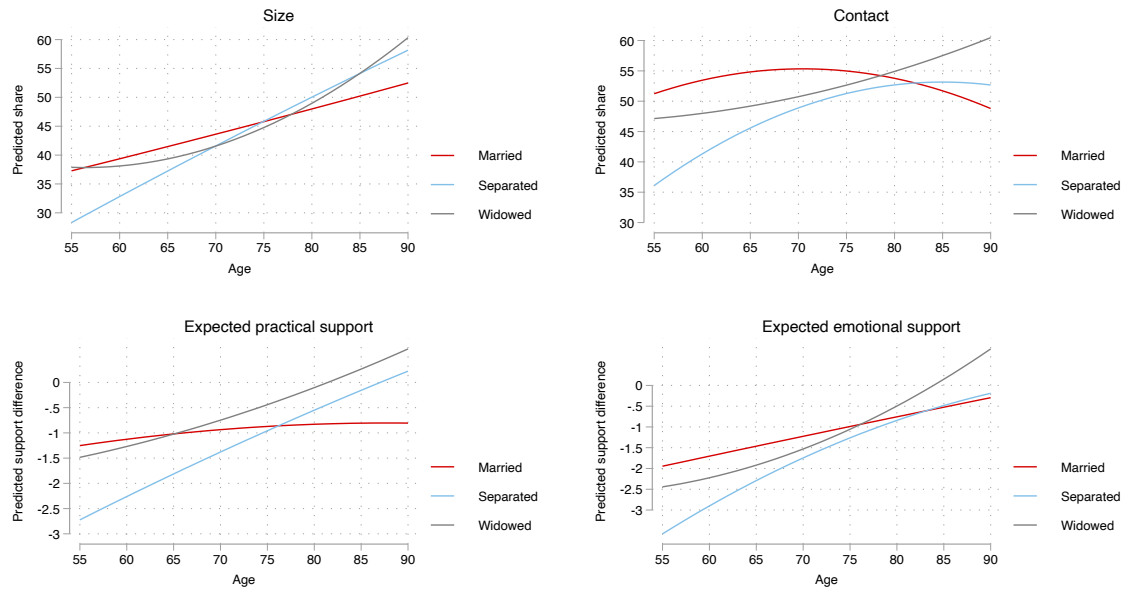 Size
Predicted share
60
55
50
45
40
35
30
55 60 65 70 75 80 85 90
Age
Married
Separated
Widowed
Contact
Predicted share
60
55
50
45
40
35
30
55 60 65 70 75 80 85 90
Age
Married
Separated
Widowed
Expected practical support
Predicted support difference
0
-.5
-1
-1.5
-2
-2.5
-3
55 60 65 70 75 80 85 90
Age
Married
Separated
Widowed
Expected emotional support
Predicted support difference
0
-.5
-1
-1.5
-2
-2.5
-3
55 60 65 70 75 80 85 90
Age
Married
Separated
Widowed